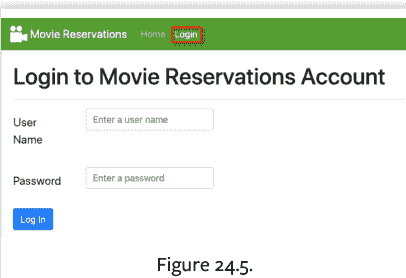 Movie Reservations Home Login
Login to Movie Reservations Account
User Name
Enter a user name
Password
Enter a password
Log In
Figure 24.5.